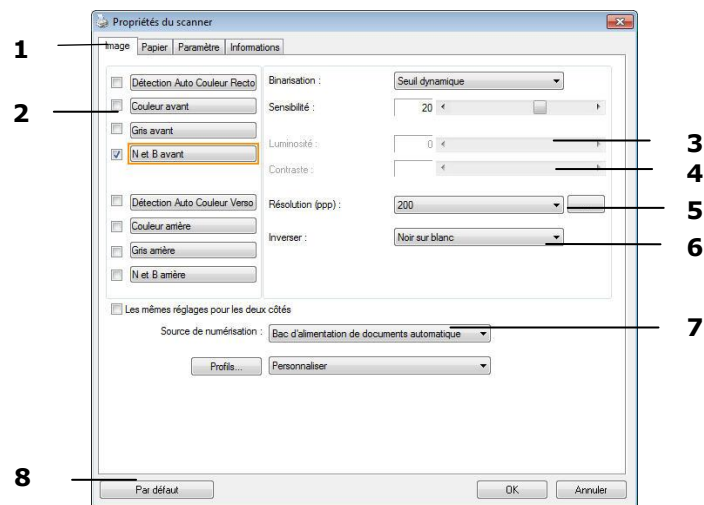 Propriétés du scanner
1
Image Papier Paramètre Informations
Détection Auto Couleur Recto Binarisation : Seuil dynamique
2
Couleur avant Sensibilité : 20
Gris avant
Luminosité : 0
3
N et B avant
Contraste :
4
Détection Auto Couleur Verso Résolution (ppp) : 200
5
Couleur arrière
Inverser : Noir sur blanc
6
Gris arrière
N et B arrière
Les mêmes réglages pour les deux côtés
Source de numérisation : Bac d'alimentation de documents automatique
7
Profils... Personnaliser
8
Par défaut OK Annuler